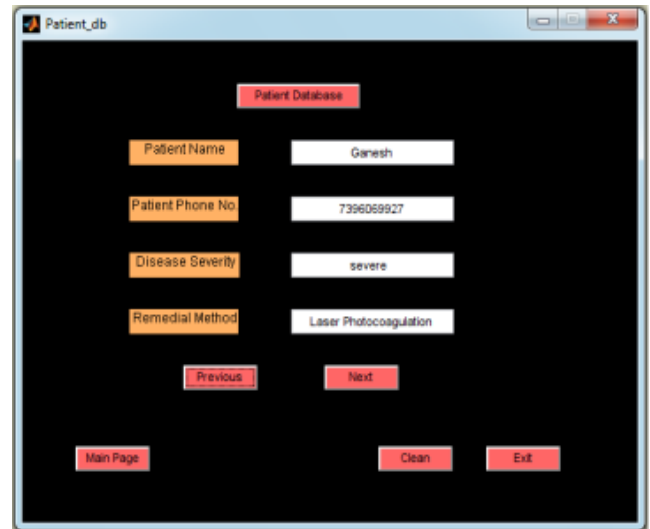 Patient_db
Patient Database
Patient Name
Ganesh
Patient Phone No.
7396069927
Disease Severity
severe
Remedial Method
Laser Photocoagulation
Previous
Next
Main Page
Clean
Exit